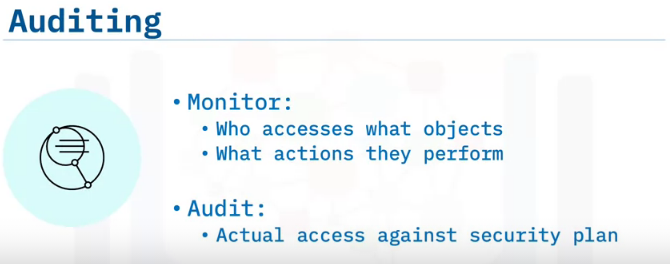 Auditing
• Monitor:
• Who accesses what objects
• What actions they perform
• Audit:
• Actual access against security plan